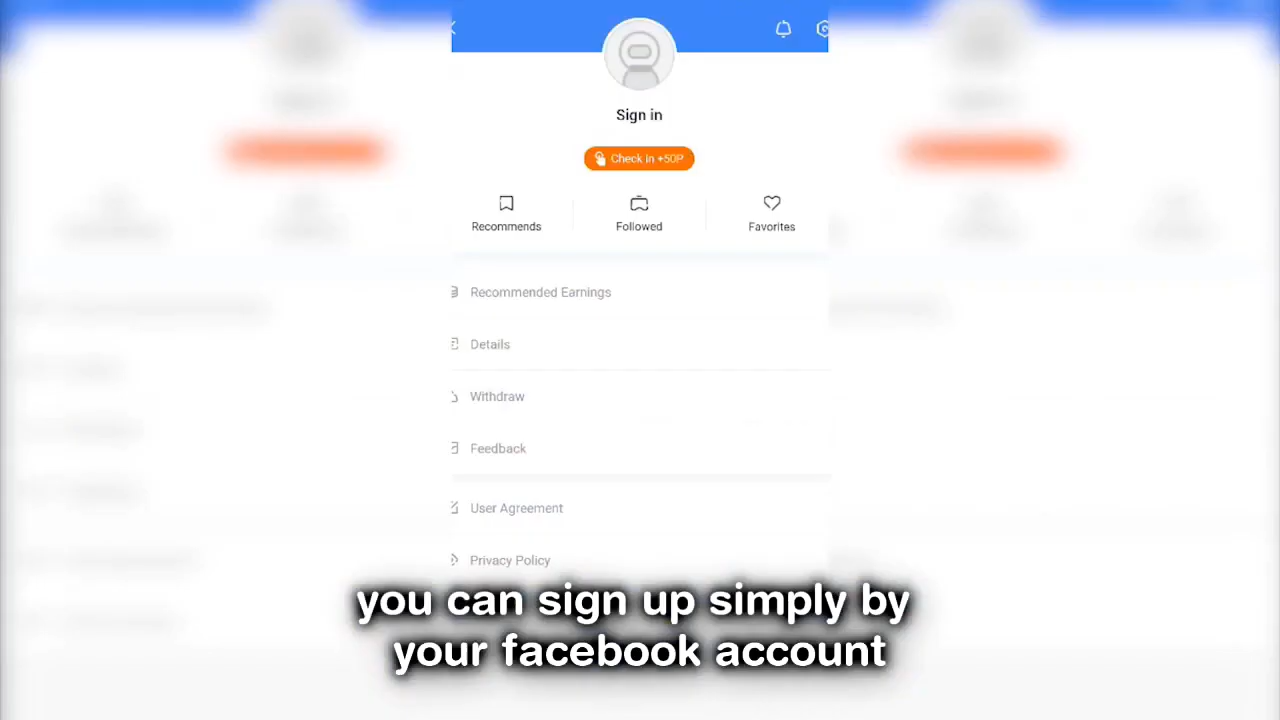 Sign in
Check in +50P
Recommends
Followed
Favorites
Recommended Earnings
Details
Withdraw
Feedback
User Agreement
Privacy Policy
you can sign up simply by
your facebook account